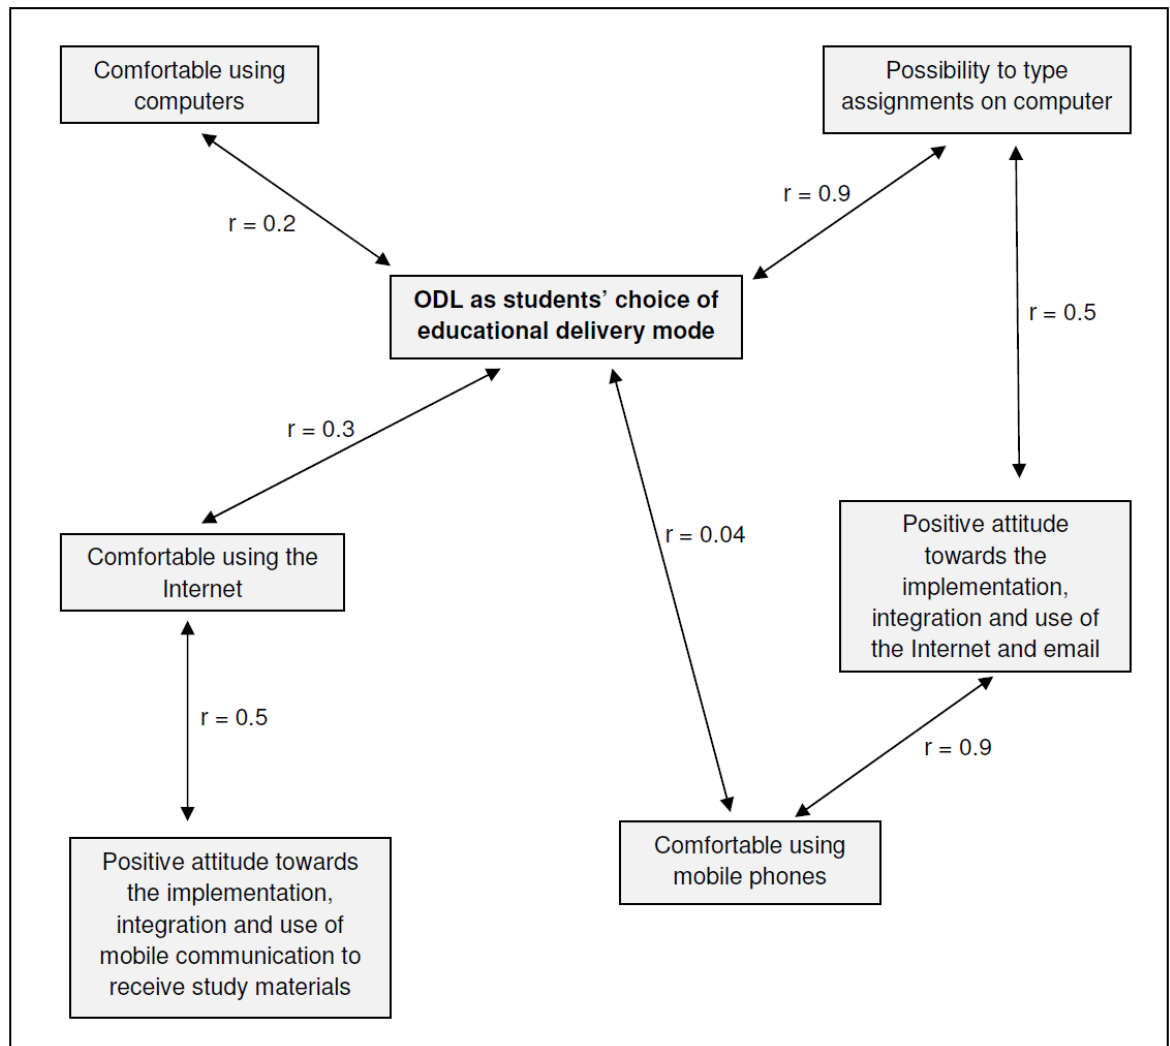 Comfortable using
computers
Possibility to type
assignments on computer
r = 0.9
r = 0.2
ODL as students’ choice of
educational delivery mode
r = 0.5
r = 0.3
Comfortable using the
Internet
r = 0.04
Positive attitude
towards the
implementation,
integration and use of
the Internet and email
r = 0.5
r = 0.9
Positive attitude towards
the implementation,
integration and use of
mobile communication to
receive study materials
Comfortable using
mobile phones